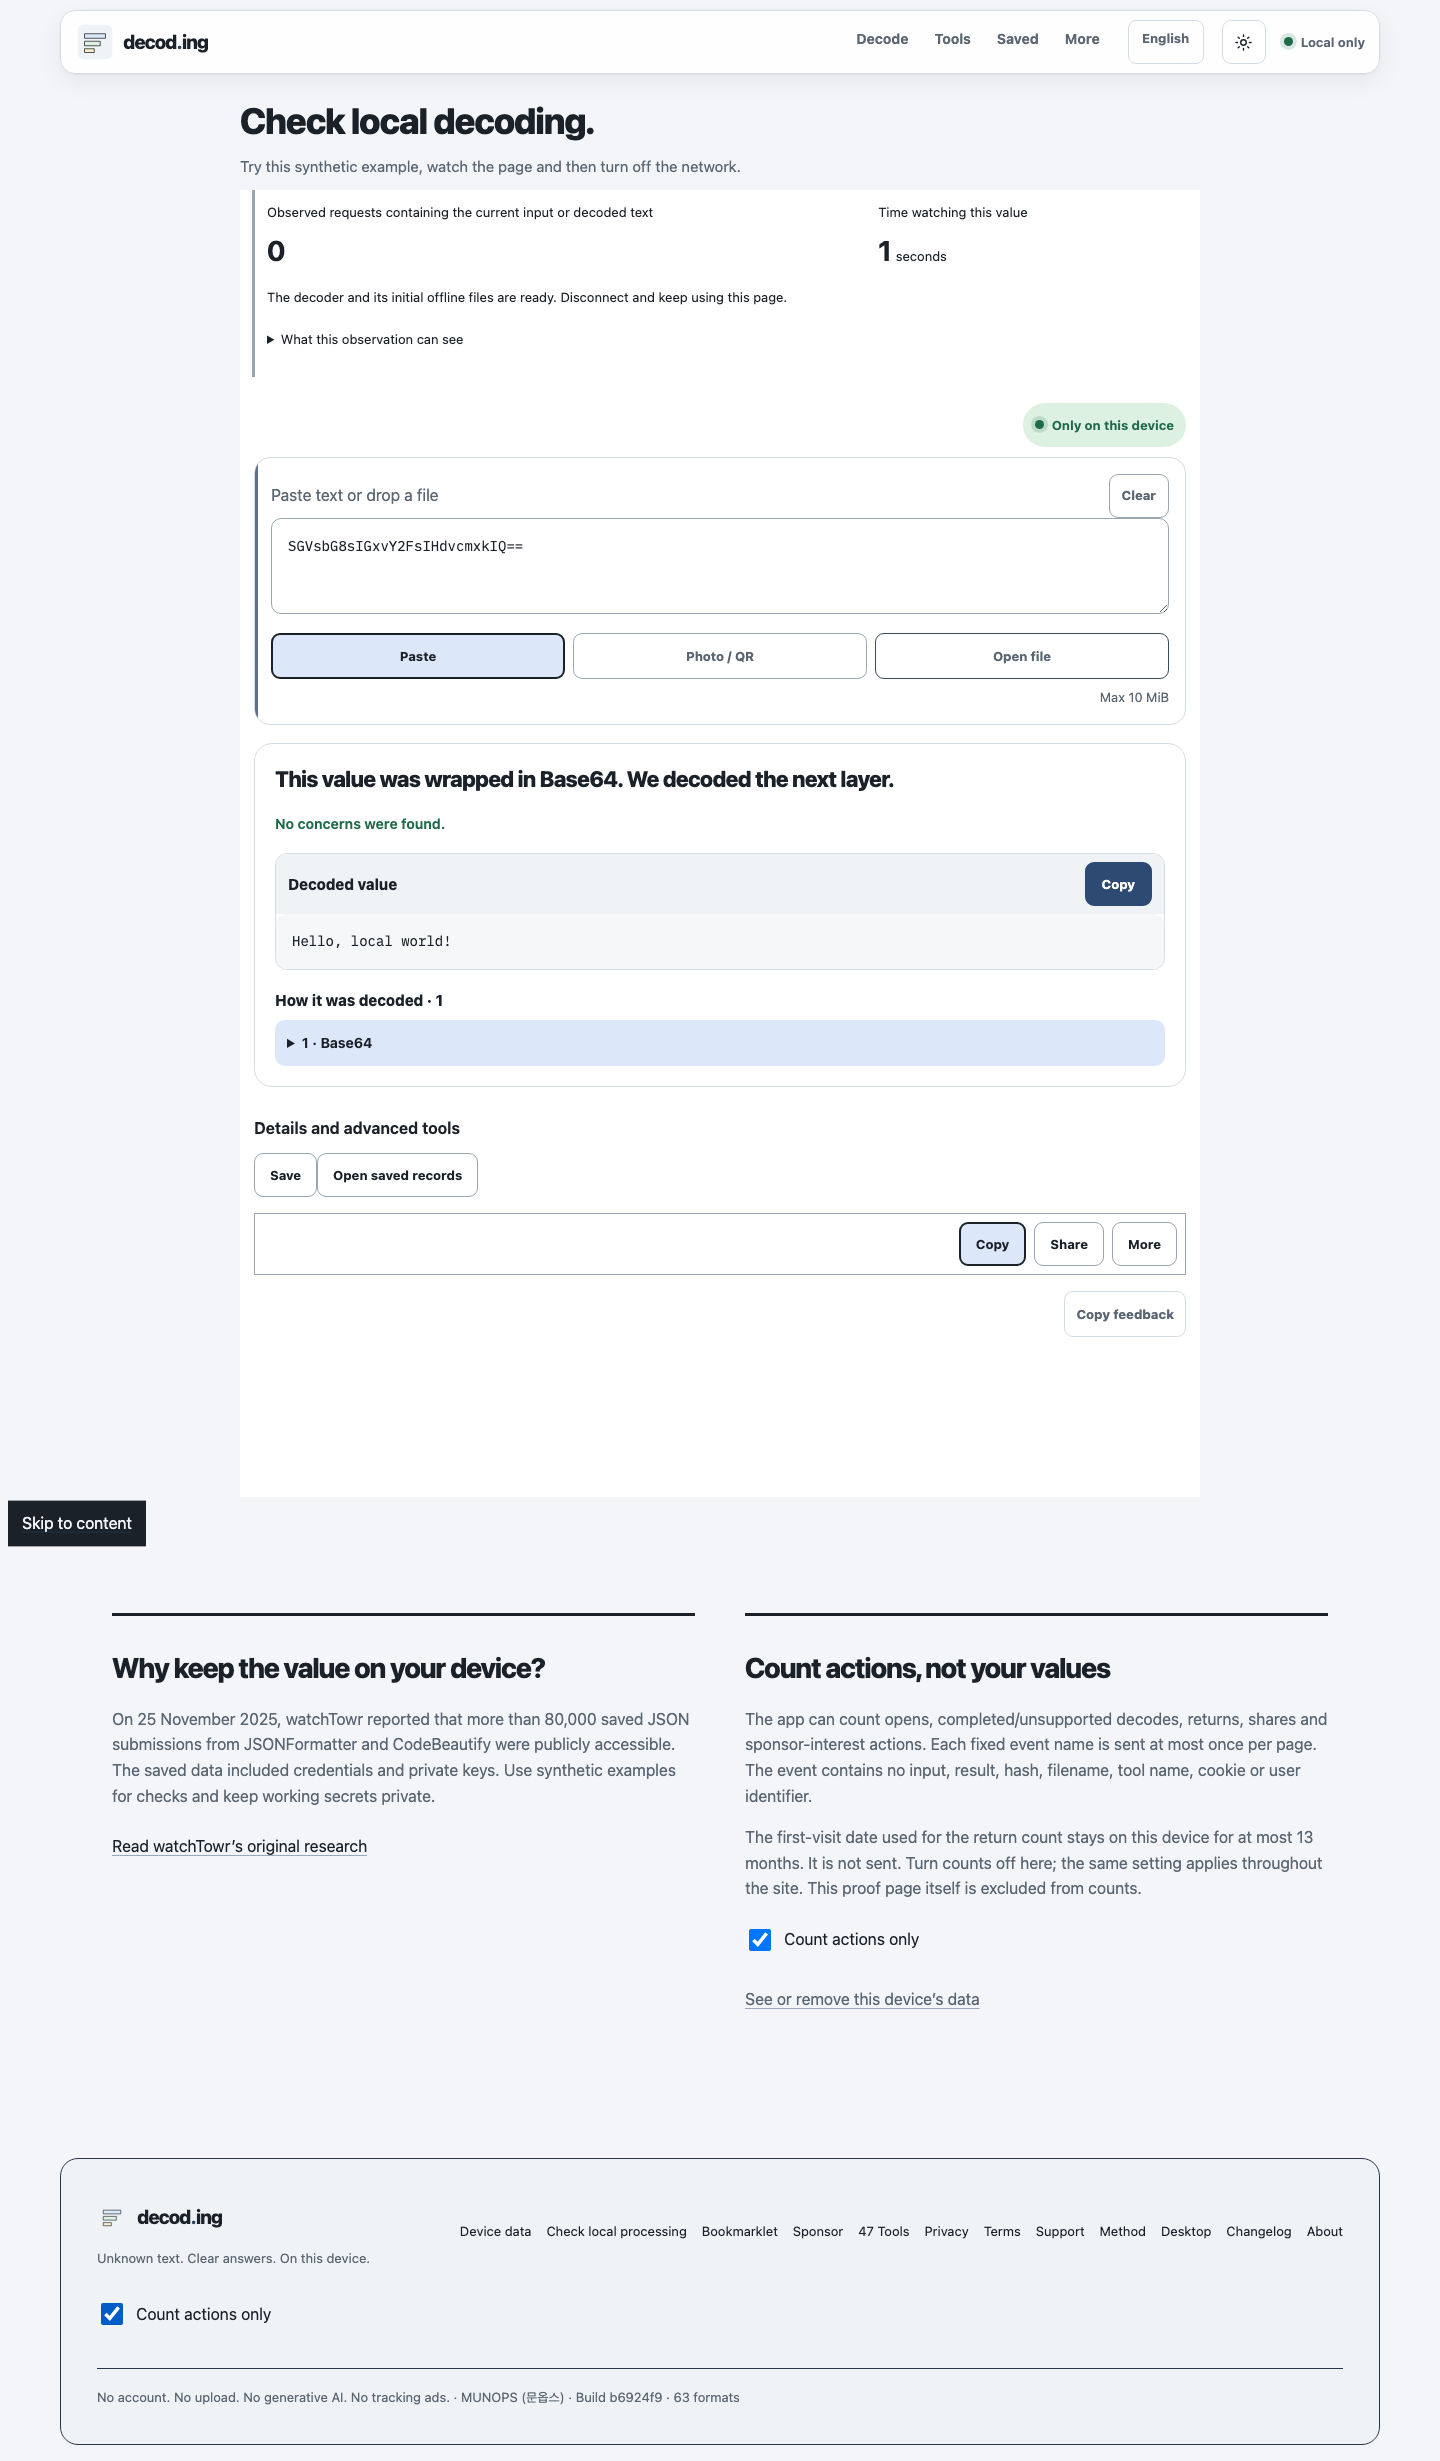 decod.ing
Decode Tools Saved More English Local only
Check local decoding.
Try this synthetic example, watch the page and then turn off the network.
Observed requests containing the current input or decoded text
0
Time watching this value
1 seconds
The decoder and its initial offline files are ready. Disconnect and keep using this page.
What this observation can see
Only on this device
Paste text or drop a file
Clear
SGVsbG8sIGxvY2FsIHdvcmxkIQ==
Paste
Photo / QR
Open file
Max 10 MiB
This value was wrapped in Base64. We decoded the next layer.
No concerns were found.
Decoded value
Copy
Hello, local world!
How it was decoded · 1
1 · Base64
Details and advanced tools
Save
Open saved records
Copy
Share
More
Copy feedback
Skip to content
Why keep the value on your device?
On 25 November 2025, watchTowr reported that more than 80,000 saved JSON
submissions from JSONFormatter and CodeBeautify were publicly accessible.
The saved data included credentials and private keys. Use synthetic examples
for checks and keep working secrets private.
Read watchTowr’s original research
Count actions, not your values
The app can count opens, completed/unsupported decodes, returns, shares and
sponsor-interest actions. Each fixed event name is sent at most once per page.
The event contains no input, result, hash, filename, tool name, cookie or user
identifier.
The first-visit date used for the return count stays on this device for at most 13
months. It is not sent. Turn counts off here; the same setting applies throughout
the site. This proof page itself is excluded from counts.
Count actions only
See or remove this device’s data
decod.ing
Unknown text. Clear answers. On this device.
Device data Check local processing Bookmarklet Sponsor 47 Tools Privacy Terms Support Method Desktop Changelog About
Count actions only
No account. No upload. No generative AI. No tracking ads. · MUNOPS (문옵스) · Build b6924f9 · 63 formats